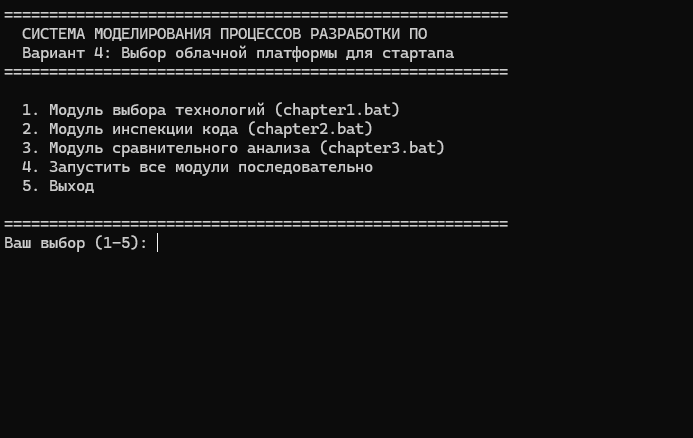 ========================================================
СИСТЕМА МОДЕЛИРОВАНИЯ ПРОЦЕССОВ РАЗРАБОТКИ ПО
Вариант 4: Выбор облачной платформы для стартапа
========================================================
1. Модуль выбора технологий (chapter1.bat)
2. Модуль инспекции кода (chapter2.bat)
3. Модуль сравнительного анализа (chapter3.bat)
4. Запустить все модули последовательно
5. Выход
========================================================
Ваш выбор (1-5):